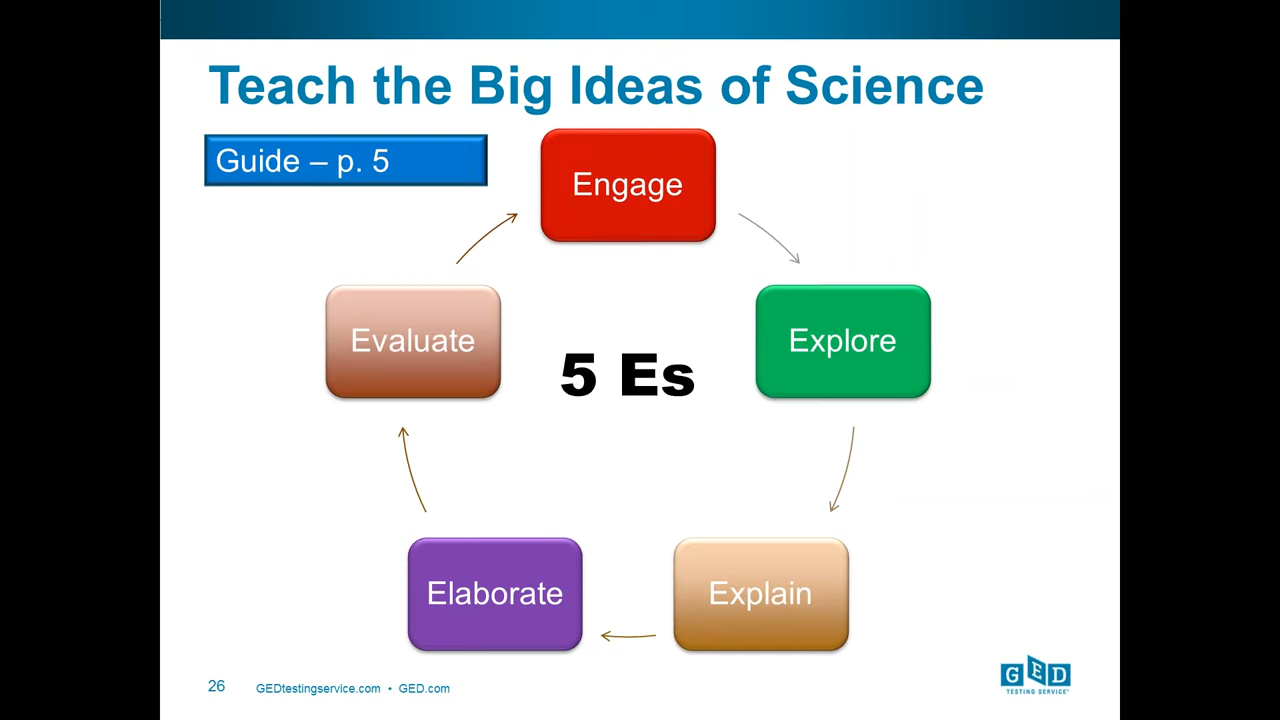 Teach the Big Ideas of Science
Guide – p. 5
Engage
Explore
Explain
Elaborate
Evaluate
5 Es
26
GEDtestingservice.com • GED.com
GED
TESTING SERVICE®